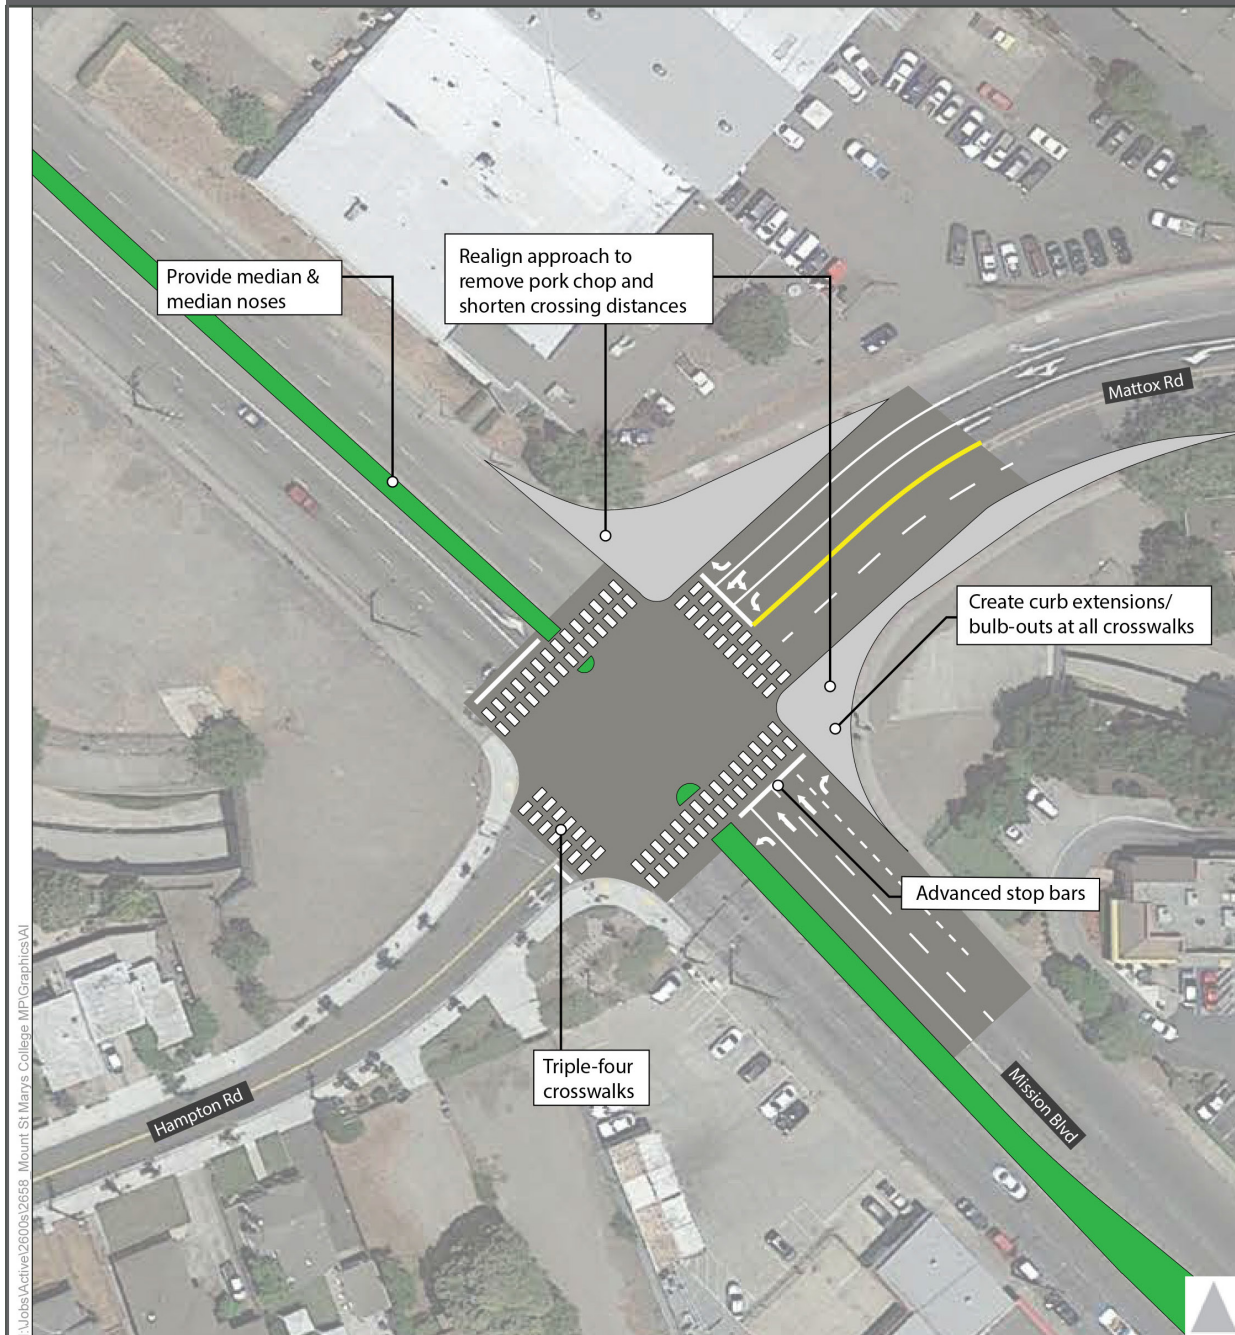 Provide median &
median noses
Realign approach to
remove pork chop and
shorten crossing distances
Mattox Rd
Create curb extensions/
bulb-outs at all crosswalks
Advanced stop bars
Triple-four
crosswalks
Hampton Rd
Mission Blvd
:\Jobs\Active\2600s\2658_Mount St Marys College MP\Graphics\AI